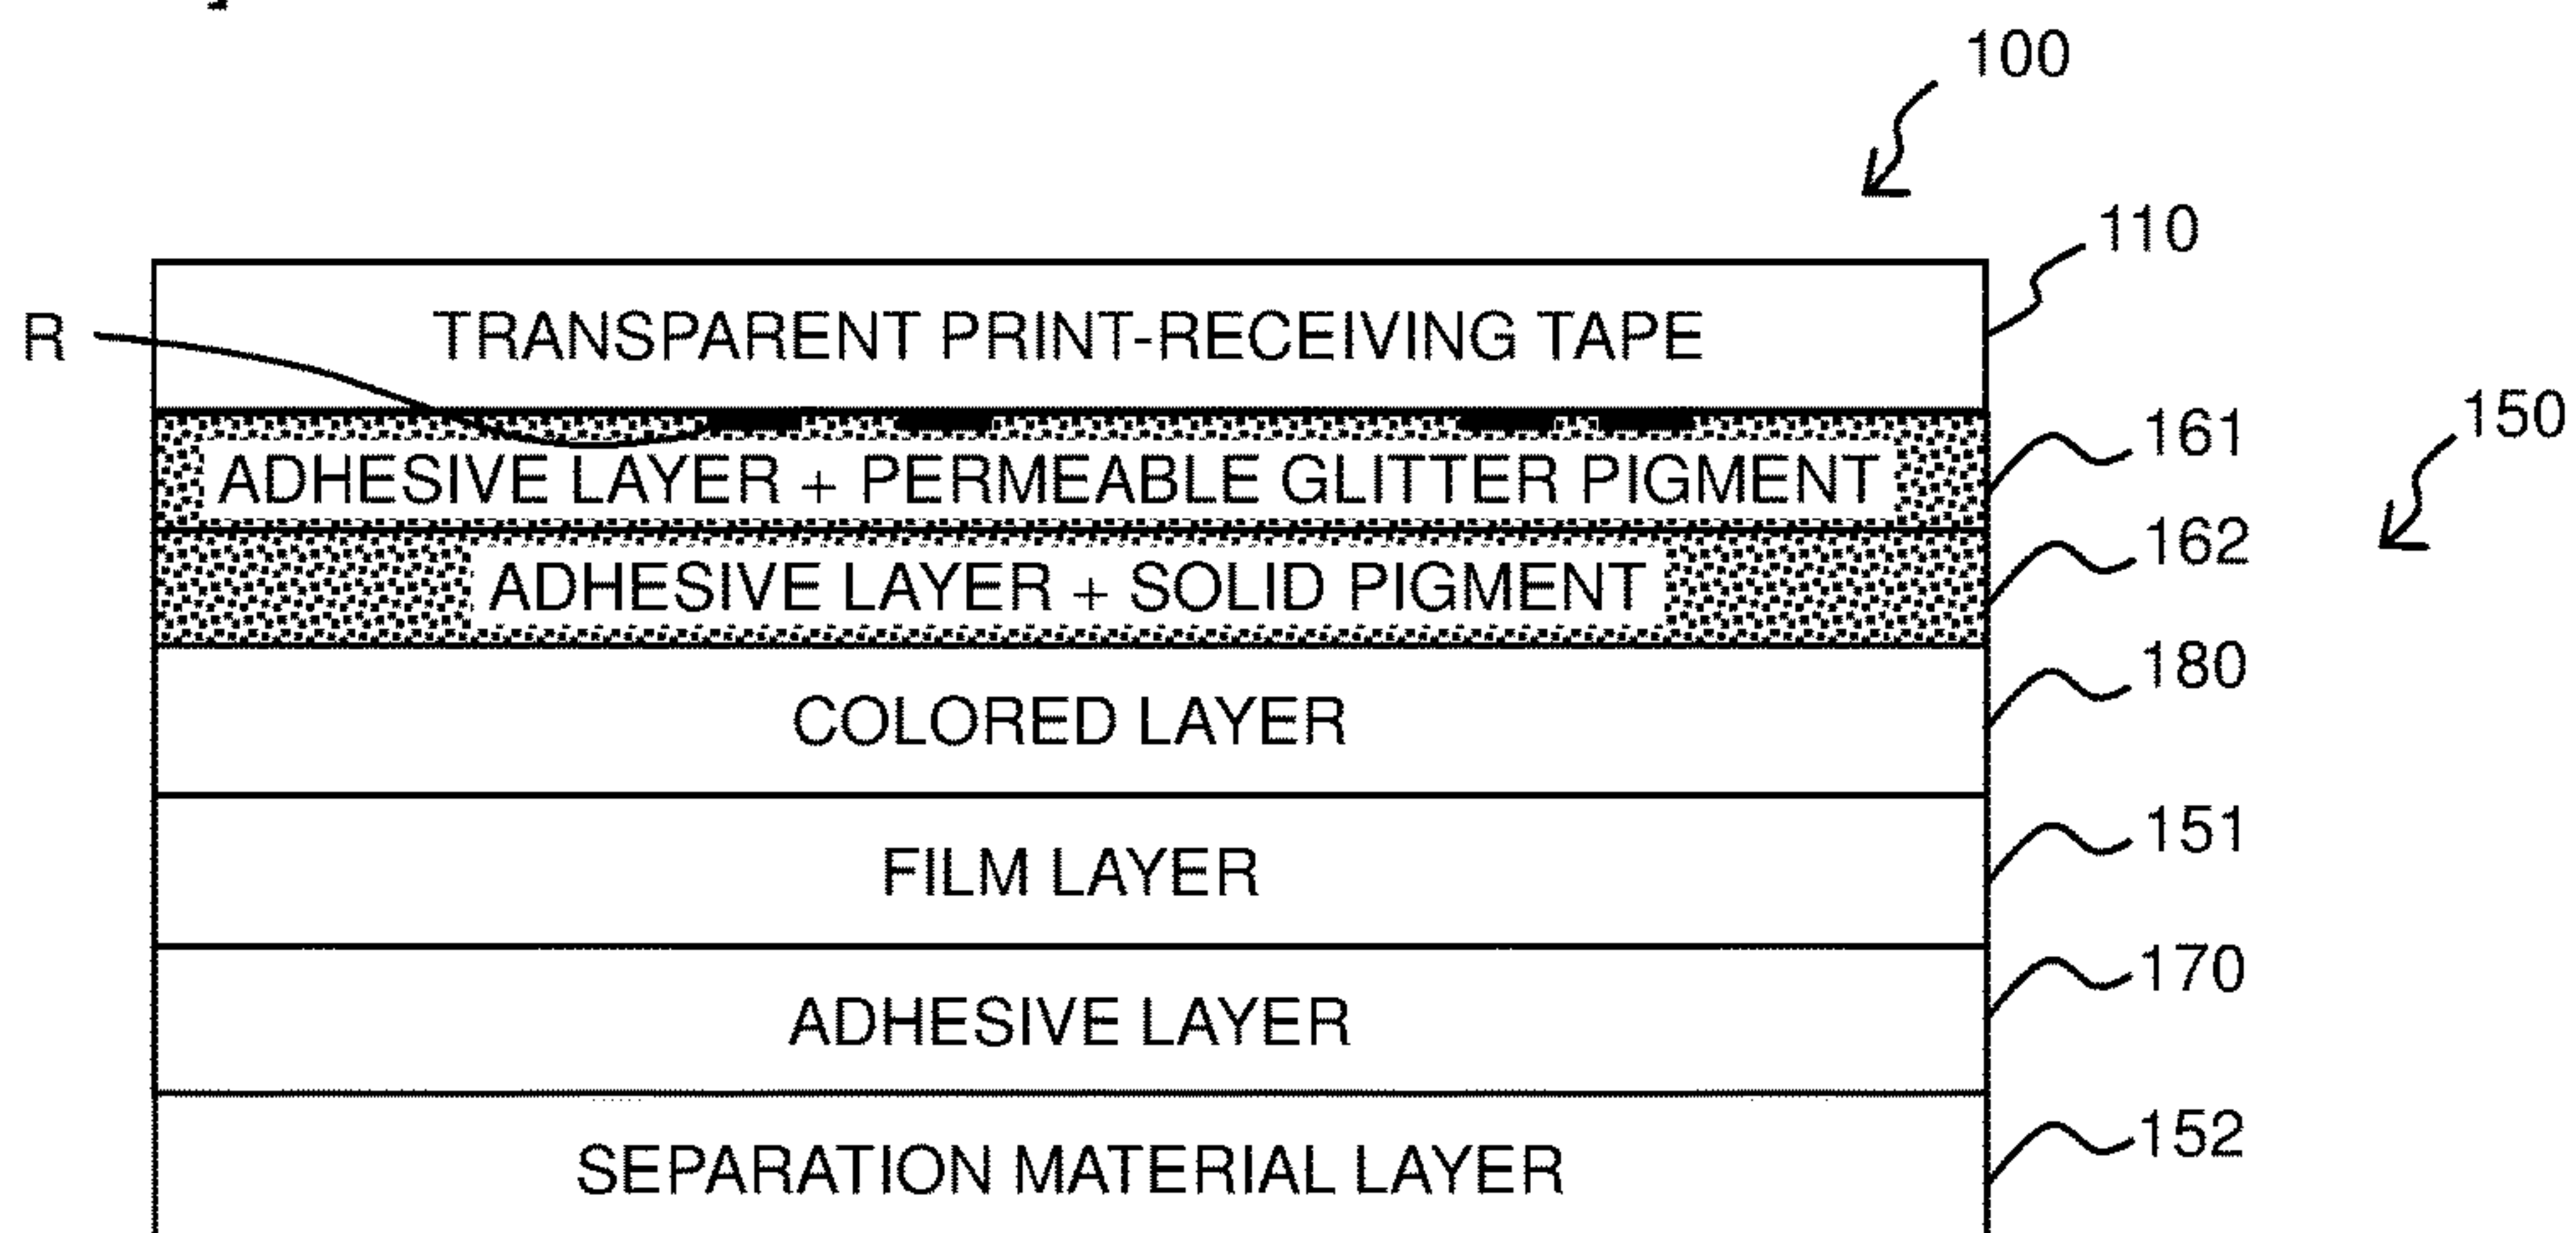 100
110
R
TRANSPARENT PRINT-RECEIVING TAPE
150
161
ADHESIVE LAYER + PERMEABLE GLITTER PIGMENT
162
ADHESIVE LAYER + SOLID PIGMENT
180
COLORED LAYER
151
FILM LAYER
170
ADHESIVE LAYER
152
SEPARATION MATERIAL LAYER